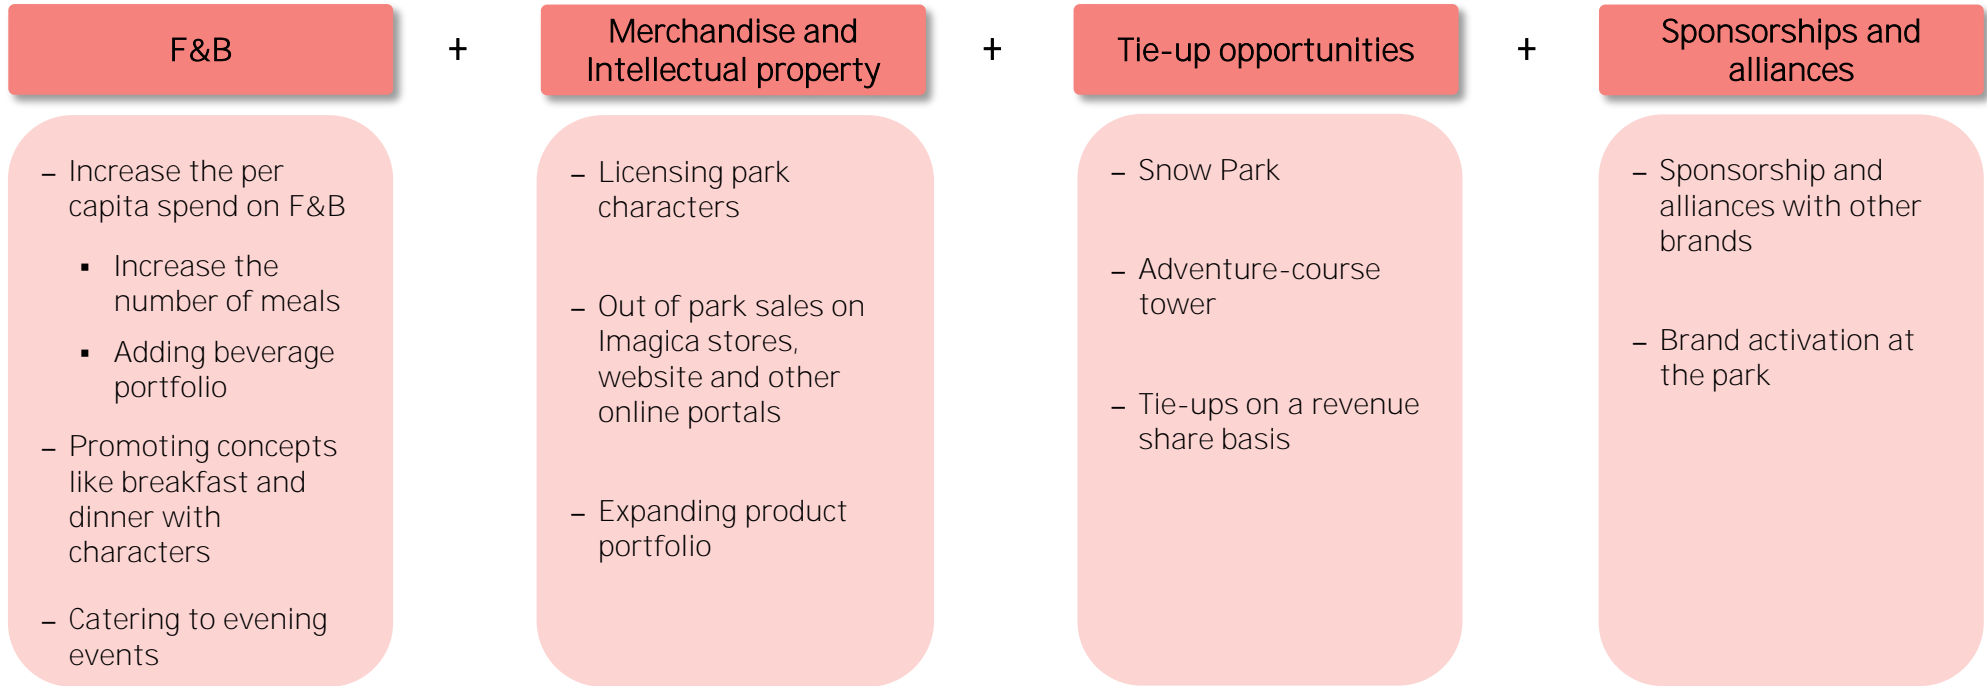 F&B
+
Merchandise and
Intellectual property
+
Tie-up opportunities
+
Sponsorships and
alliances
– Increase the per
capita spend on F&B
▪ Increase the
number of meals
▪ Adding beverage
portfolio
– Promoting concepts
like breakfast and
dinner with
characters
– Catering to evening
events
– Licensing park
characters
– Out of park sales on
Imagica stores,
website and other
online portals
– Expanding product
portfolio
– Snow Park
– Adventure-course
tower
– Tie-ups on a revenue
share basis
– Sponsorship and
alliances with other
brands
– Brand activation at
the park